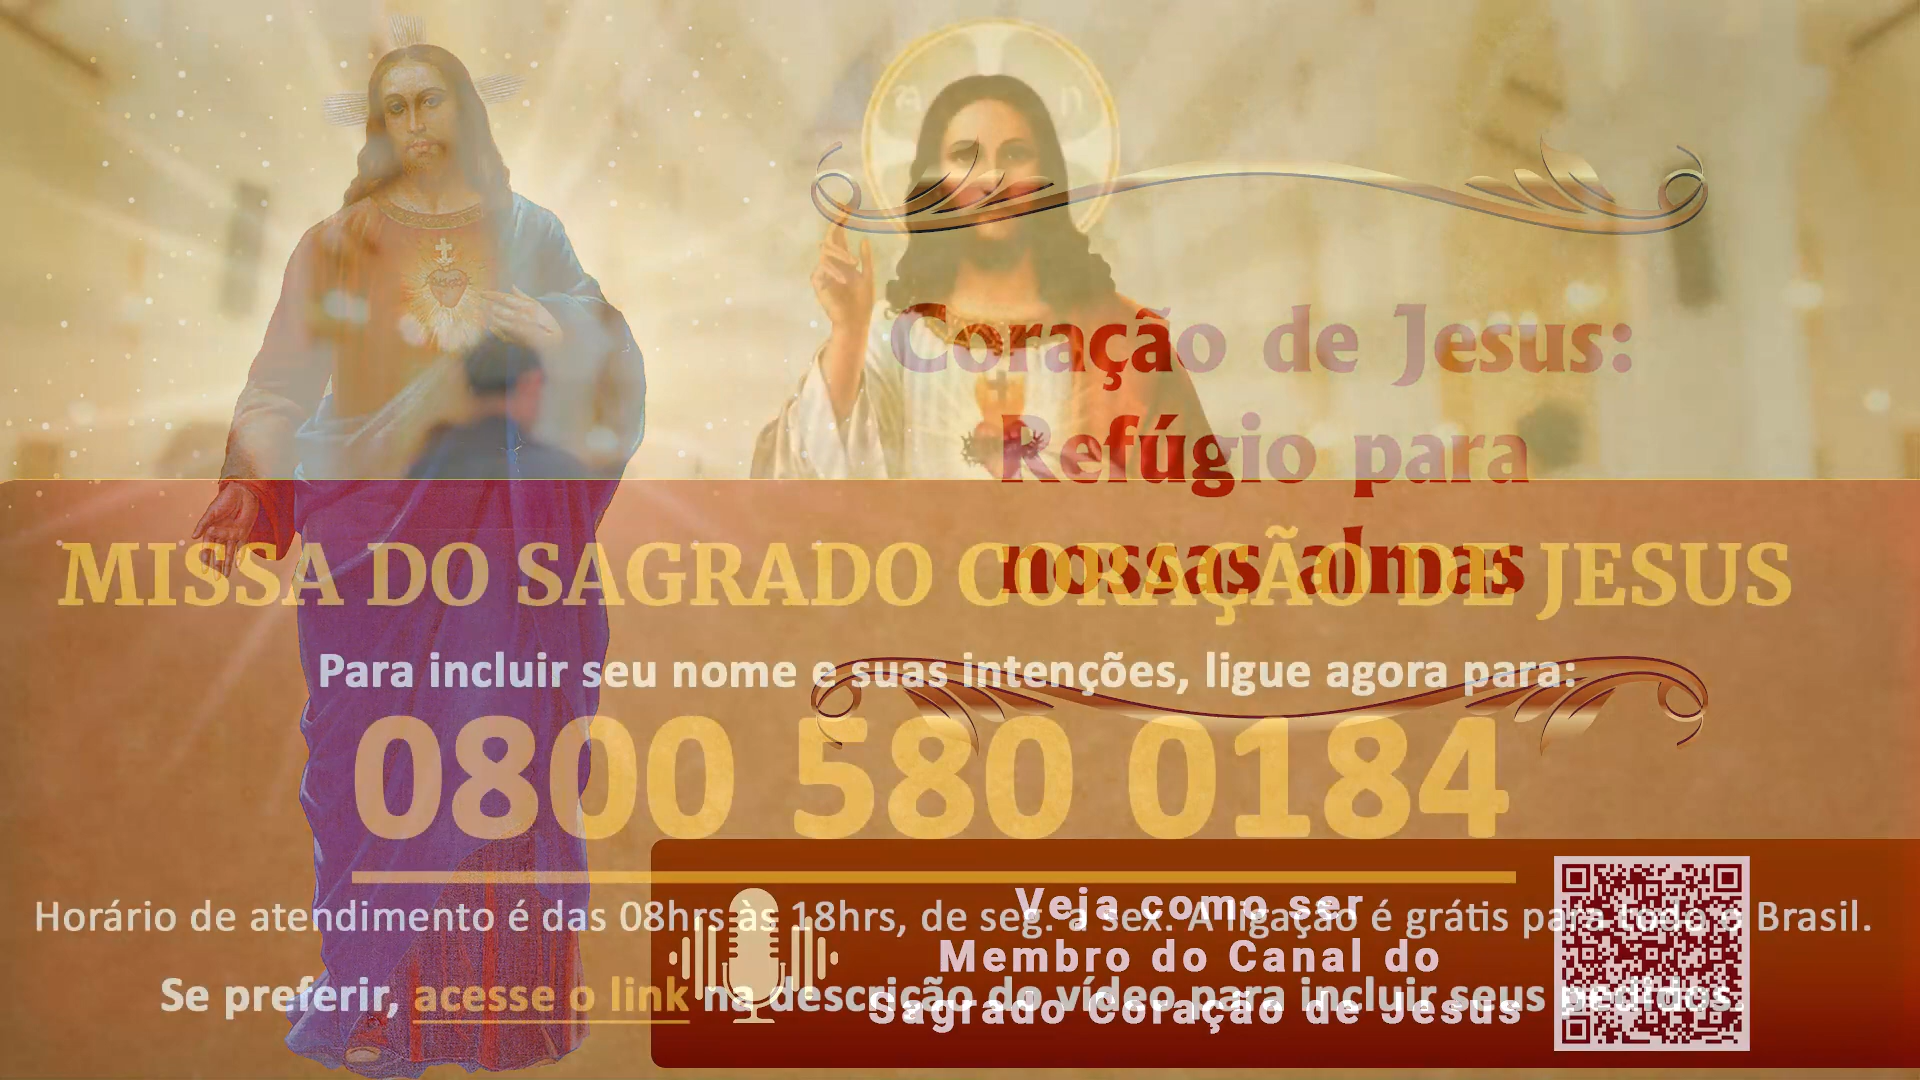 Coração de Jesus:
Refúgio para
nossas almas
MISSA DO SAGRADO CORAÇÃO DE JESUS
Para incluir seu nome e suas intenções, ligue agora para:
0800 580 0184
Horário de atendimento é das 08hrs às 18hrs, de seg. a sex. A ligação é grátis para todo o Brasil.
Se preferir, acesse o link na descrição do vídeo para incluir seus pedidos.
Veja como ser
Membro do Canal do
Sagrado Coração de Jesus